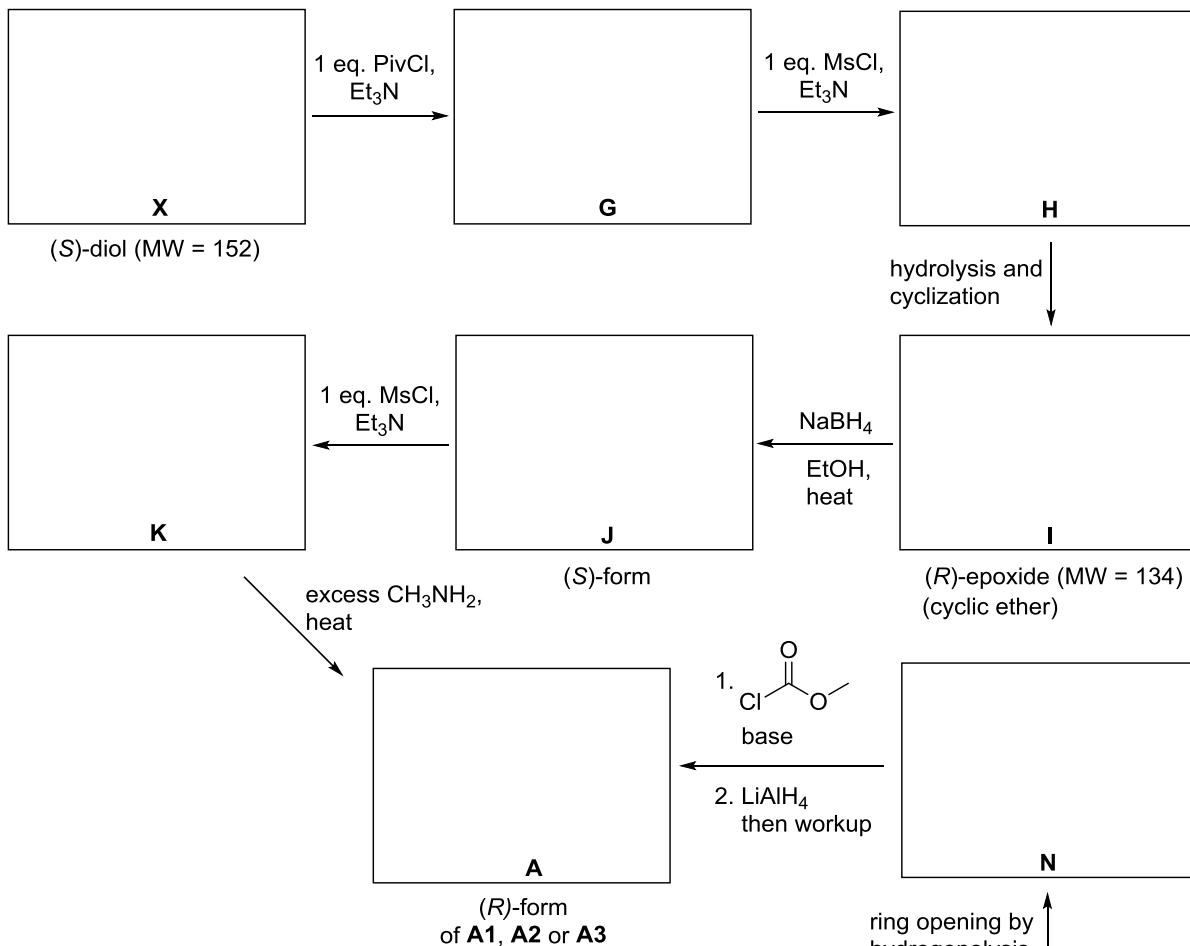 1 eq. PivCl,
Et₃N
1 eq. MsCl,
Et₃N
X
G
H
(S)-diol (MW = 152)
hydrolysis and
cyclization
1 eq. MsCl,
Et₃N
NaBH₄
EtOH,
heat
K
J
I
(S)-form
(R)-epoxide (MW = 134)
(cyclic ether)
excess CH₃NH₂,
heat
O
1.
Cl
O
base
2. LiAlH₄
then workup
A
N
(R)-form
of A1, A2 or A3
ring opening by
hydrogenolysis